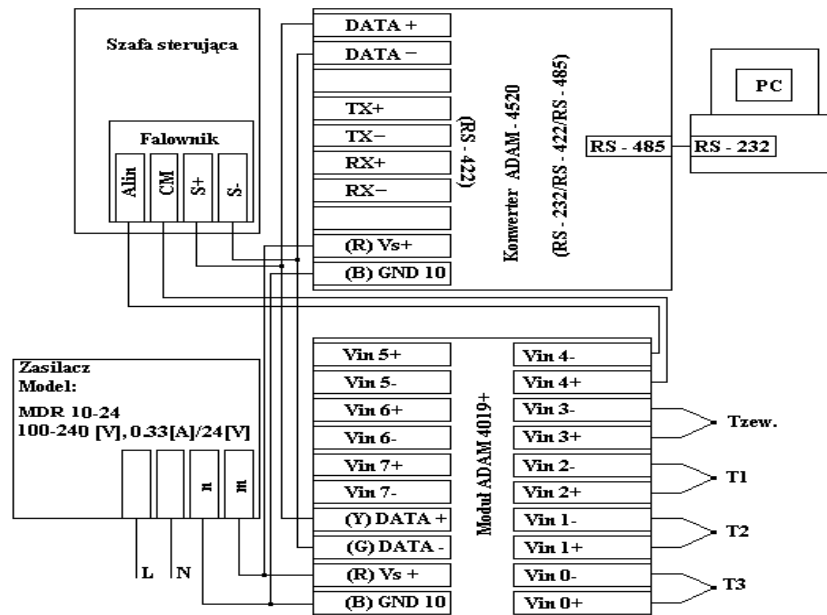 Szafa sterująca
Falownik
Alin
CM
S+
S-
DATA +
DATA −
TX+
TX−
RX+
RX−
(R) Vs+
(B) GND 10
(RS - 422)
Konwerter ADAM - 4520
(RS - 232/RS - 422/RS - 485)
RS - 485
RS - 232
PC
Zasilacz
Model:
MDR 10-24
100-240 [V], 0.33[A]/24 [V]
n
m
L
N
Vin 5+
Vin 5-
Vin 6+
Vin 6-
Vin 7+
Vin 7-
(Y) DATA +
(G) DATA -
(R) Vs +
(B) GND 10
Moduł ADAM 4019+
Vin 4-
Vin 4+
Vin 3-
Vin 3+
Vin 2-
Vin 2+
Vin 1-
Vin 1+
Vin 0-
Vin 0+
Tzew.
T1
T2
T3